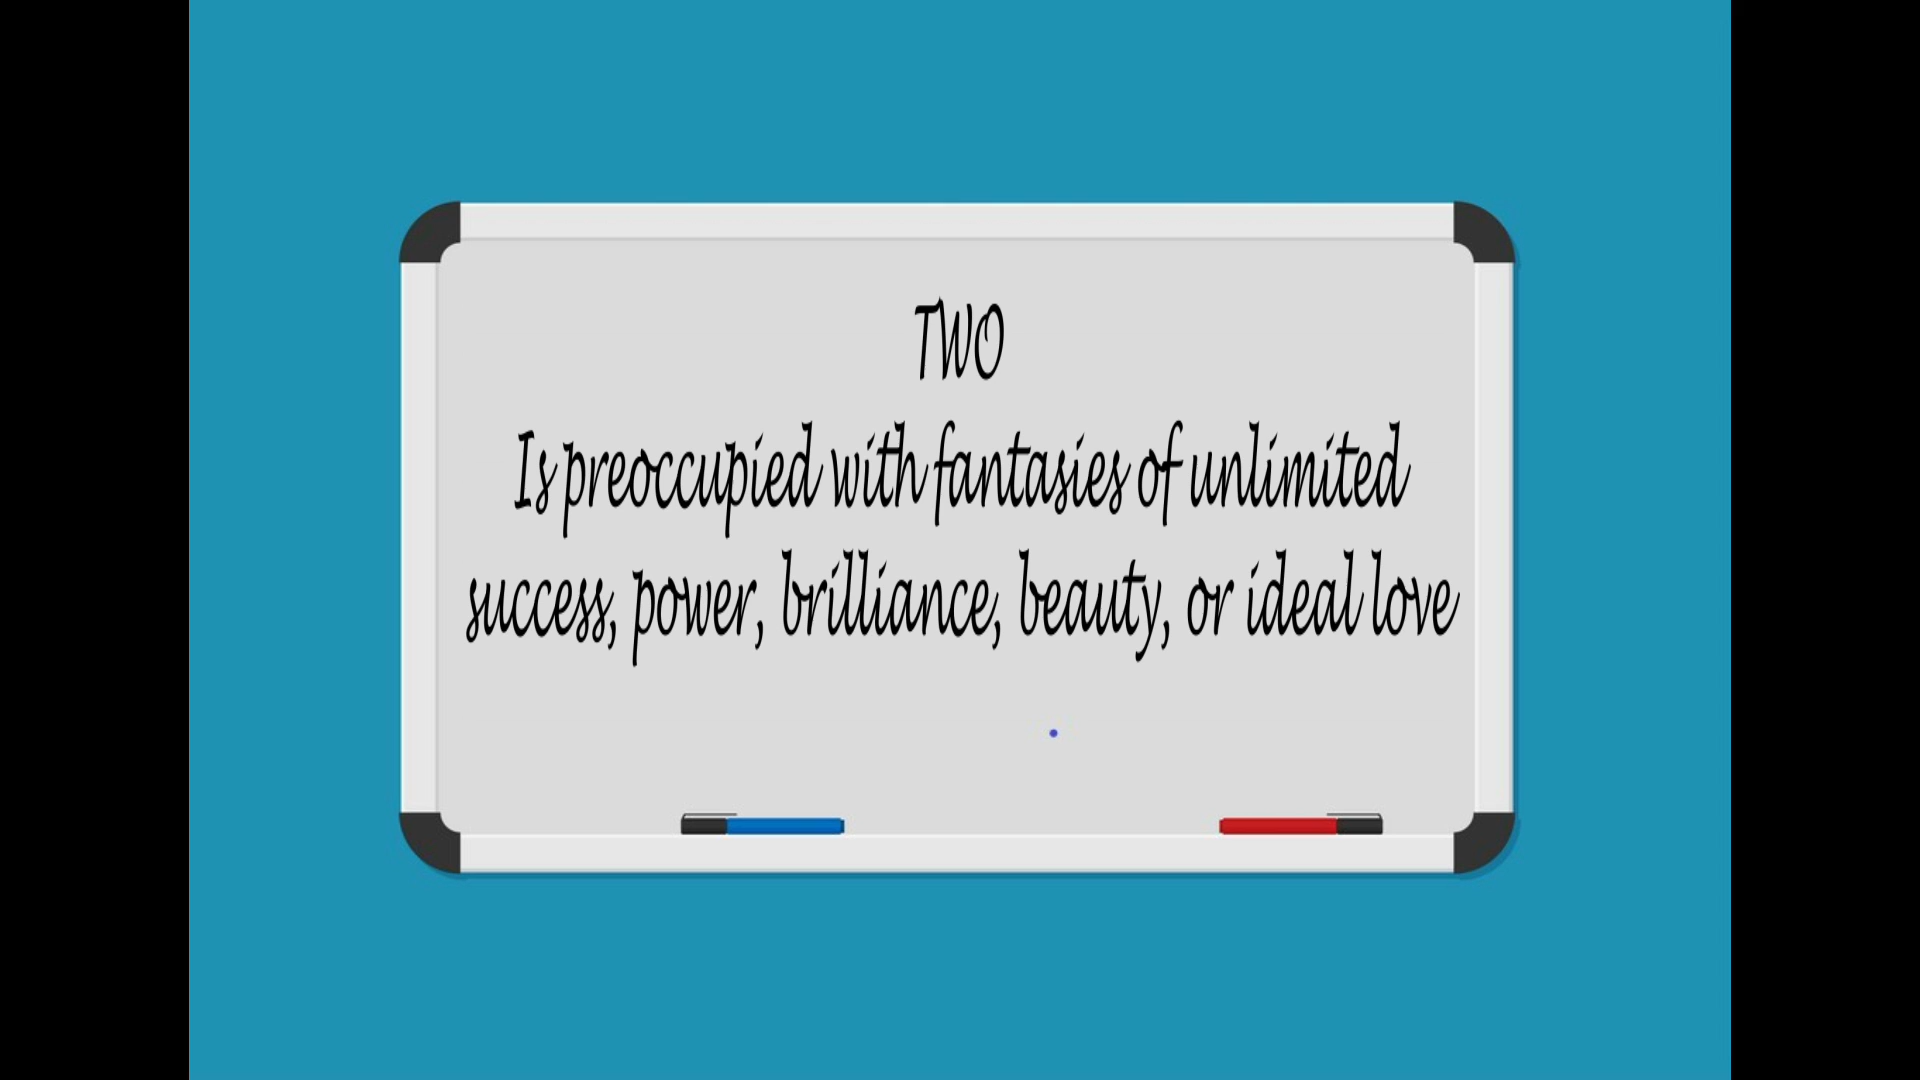 TWO
Is preoccupied with fantasies of unlimited
success, power, brilliance, beauty, or ideal love